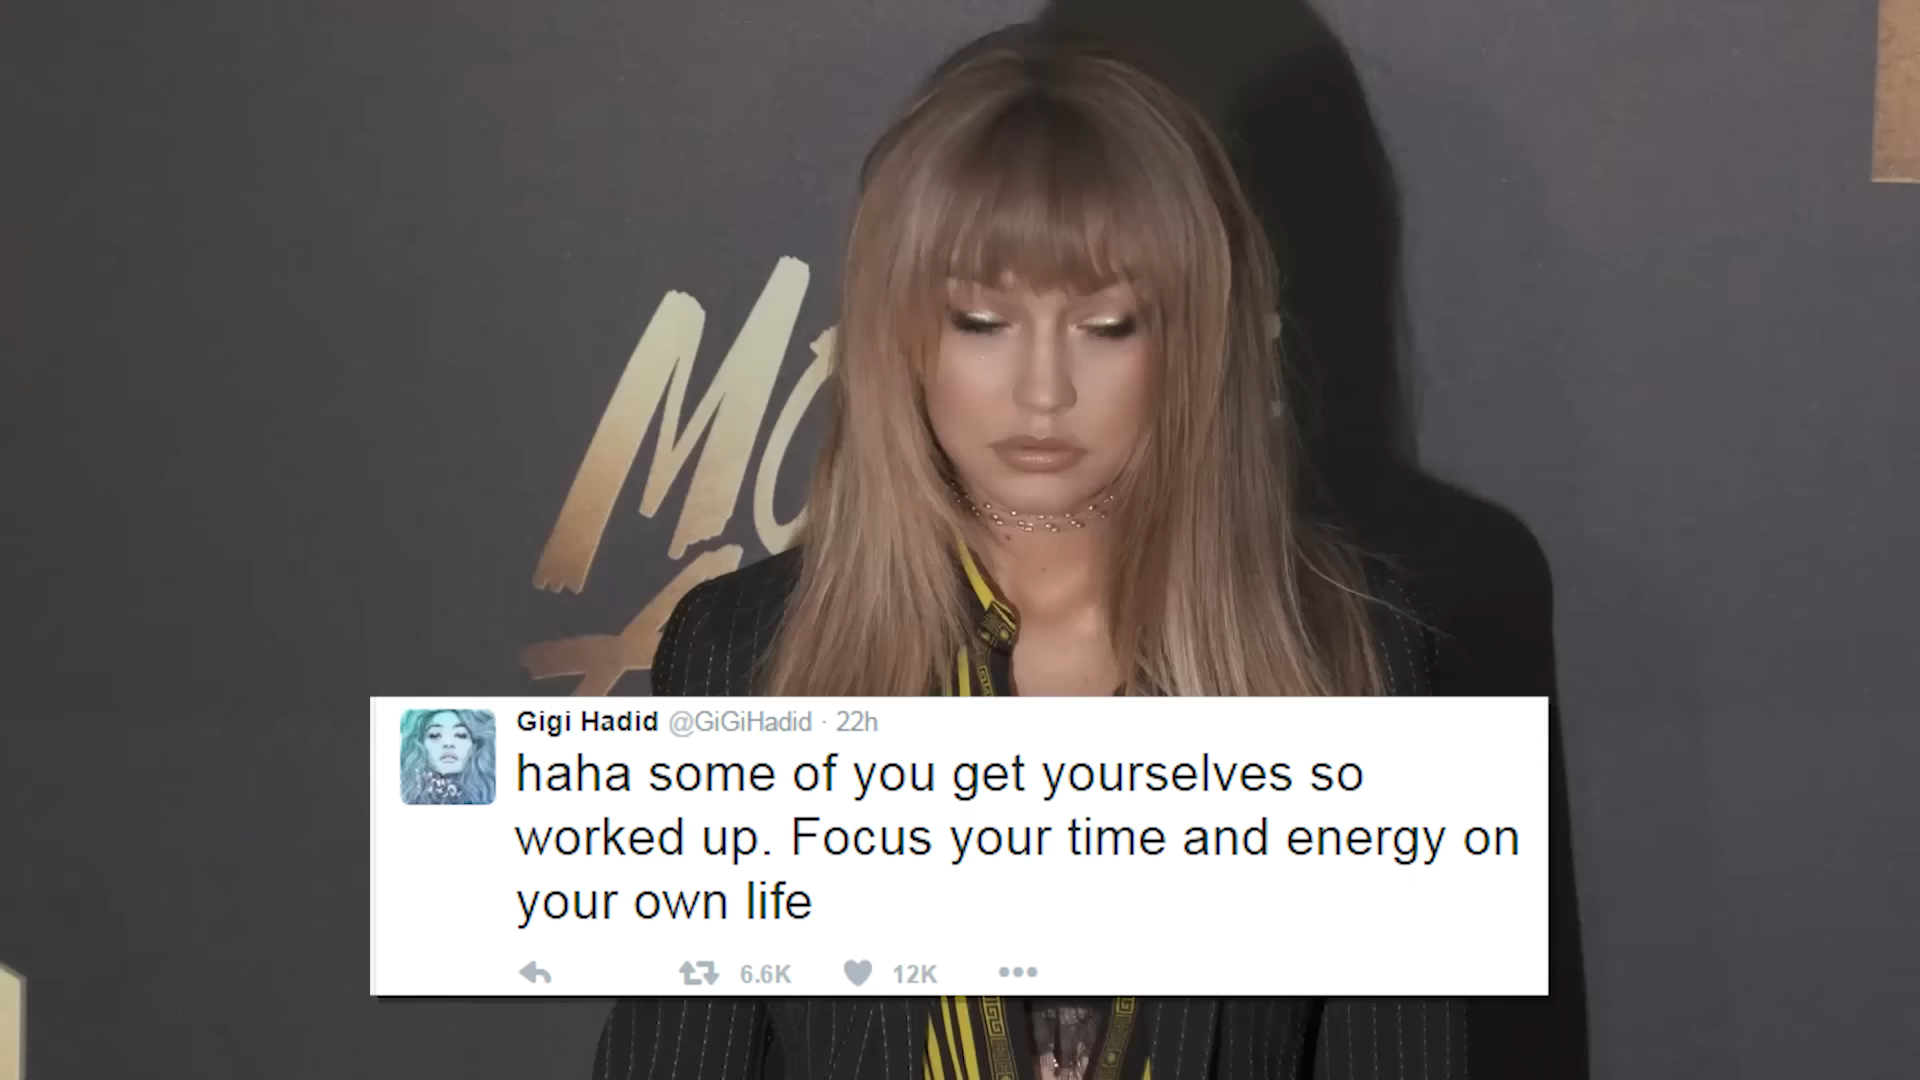 MO
Gigi Hadid @GiGiHadid · 22h
haha some of you get yourselves so
worked up. Focus your time and energy on
your own life
6.6K 12K